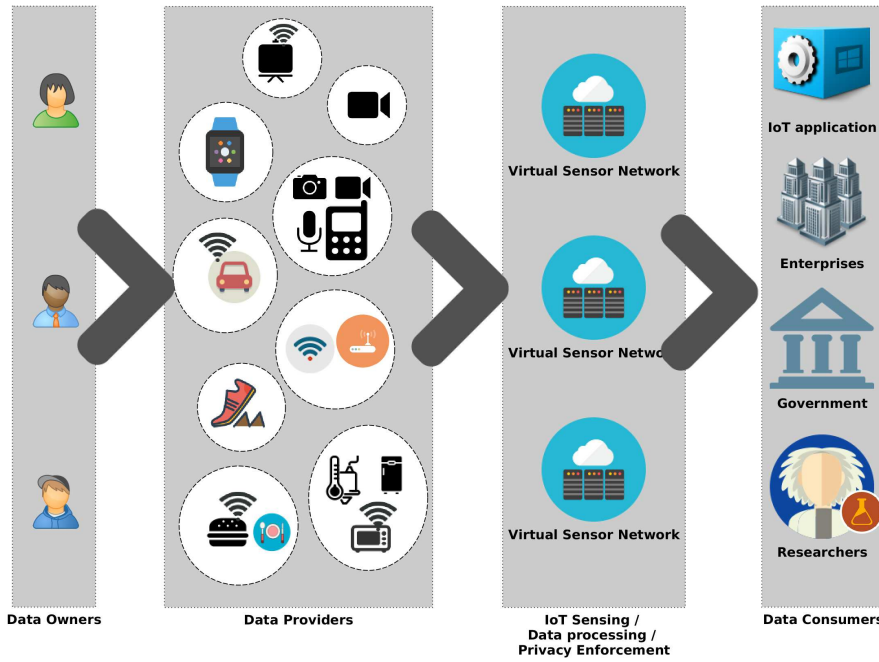 IoT application
Virtual Sensor Network
Enterprises
Virtual Sensor Netwo
Government
Virtual Sensor Network
Researchers
Data Owners
Data Providers
IoT Sensing /
Data processing /
Privacy Enforcement
Data Consumers